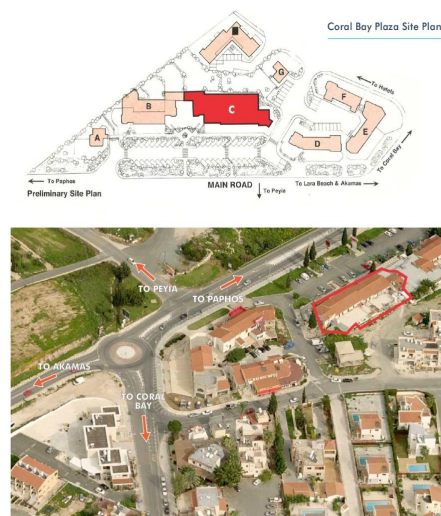 Coral Bay Plaza Site Plan
G
To Hotels
F
B
C
E
A
D
To Coral Bay
To Paphos
MAIN ROAD
To Lara Beach & Akamas
Preliminary Site Plan
To Peyia
TO PEYIA
TO PAPHOS
TO AKAMAS
TO CORAL
BAY